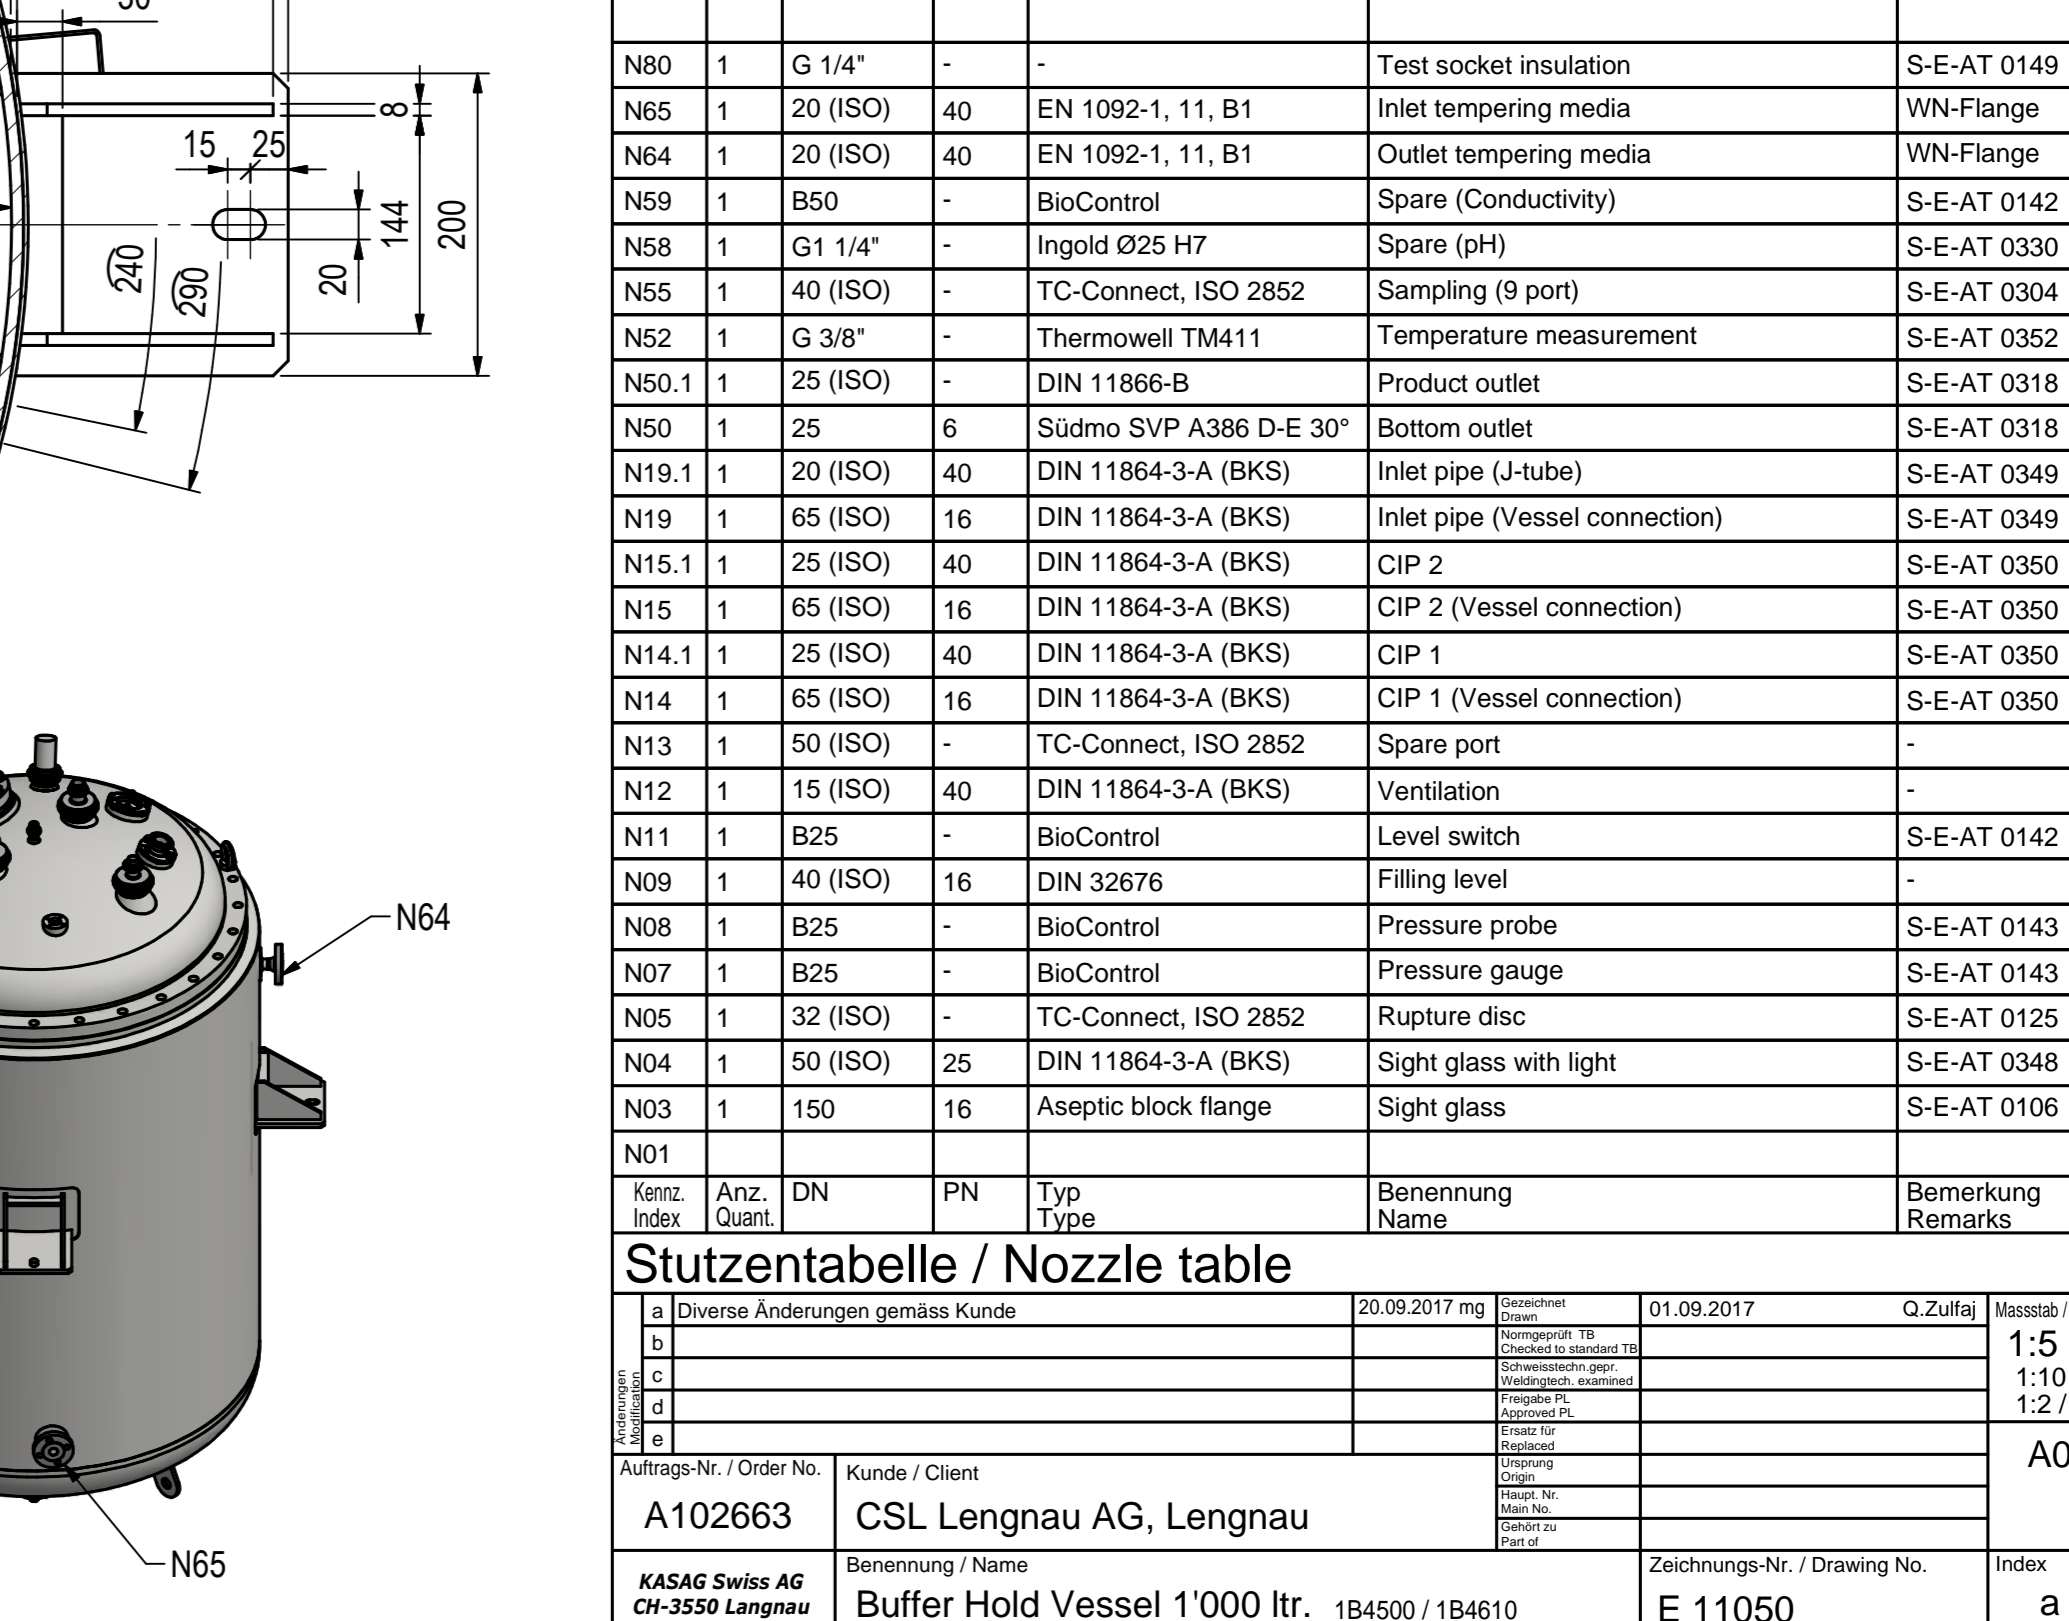 8
15 25
144
200
240
290
20
N64
N65
N80 1 G 1/4" - - Test socket insulation S-E-AT 0149
N65 1 20 (ISO) 40 EN 1092-1, 11, B1 Inlet tempering media WN-Flange
N64 1 20 (ISO) 40 EN 1092-1, 11, B1 Outlet tempering media WN-Flange
N59 1 B50 - BioControl Spare (Conductivity) S-E-AT 0142
N58 1 G1 1/4" - Ingold Ø25 H7 Spare (pH) S-E-AT 0330
N55 1 40 (ISO) - TC-Connect, ISO 2852 Sampling (9 port) S-E-AT 0304
N52 1 G 3/8" - Thermowell TM411 Temperature measurement S-E-AT 0352
N50.1 1 25 (ISO) - DIN 11866-B Product outlet S-E-AT 0318
N50 1 25 6 Südmo SVP A386 D-E 30° Bottom outlet S-E-AT 0318
N19.1 1 20 (ISO) 40 DIN 11864-3-A (BKS) Inlet pipe (J-tube) S-E-AT 0349
N19 1 65 (ISO) 16 DIN 11864-3-A (BKS) Inlet pipe (Vessel connection) S-E-AT 0349
N15.1 1 25 (ISO) 40 DIN 11864-3-A (BKS) CIP 2 S-E-AT 0350
N15 1 65 (ISO) 16 DIN 11864-3-A (BKS) CIP 2 (Vessel connection) S-E-AT 0350
N14.1 1 25 (ISO) 40 DIN 11864-3-A (BKS) CIP 1 S-E-AT 0350
N14 1 65 (ISO) 16 DIN 11864-3-A (BKS) CIP 1 (Vessel connection) S-E-AT 0350
N13 1 50 (ISO) - TC-Connect, ISO 2852 Spare port -
N12 1 15 (ISO) 40 DIN 11864-3-A (BKS) Ventilation -
N11 1 B25 - BioControl Level switch S-E-AT 0142
N09 1 40 (ISO) 16 DIN 32676 Filling level -
N08 1 B25 - BioControl Pressure probe S-E-AT 0143
N07 1 B25 - BioControl Pressure gauge S-E-AT 0143
N05 1 32 (ISO) - TC-Connect, ISO 2852 Rupture disc S-E-AT 0125
N04 1 50 (ISO) 25 DIN 11864-3-A (BKS) Sight glass with light S-E-AT 0348
N03 1 150 16 Aseptic block flange Sight glass S-E-AT 0106
N01
Kennz. Anz. DN PN Typ Benennung Bemerkung
Index Quant. Type Name Remarks
Stutzentabelle / Nozzle table
Änderungen
Modification
a Diverse Änderungen gemäss Kunde 20.09.2017 mg
b
c
d
e
Gezeichnet
Drawn
01.09.2017 Q.Zulfaj
Normgeprüft TB
Checked to standard TB
Schweisstechn.gepr.
Weldingtech. examined
Freigabe PL
Approved PL
Ersatz für
Replaced
Ursprung
Origin
Haupt. Nr.
Main No.
Gehört zu
Part of
Massstab /
1:5
1:10
1:2 /
A0
Auftrags-Nr. / Order No.
A102663
Kunde / Client
CSL Lengnau AG, Lengnau
KASAG Swiss AG
CH-3550 Langnau
Benennung / Name
Buffer Hold Vessel 1'000 ltr. 1B4500 / 1B4610
Zeichnungs-Nr. / Drawing No.
E 11050
Index
a